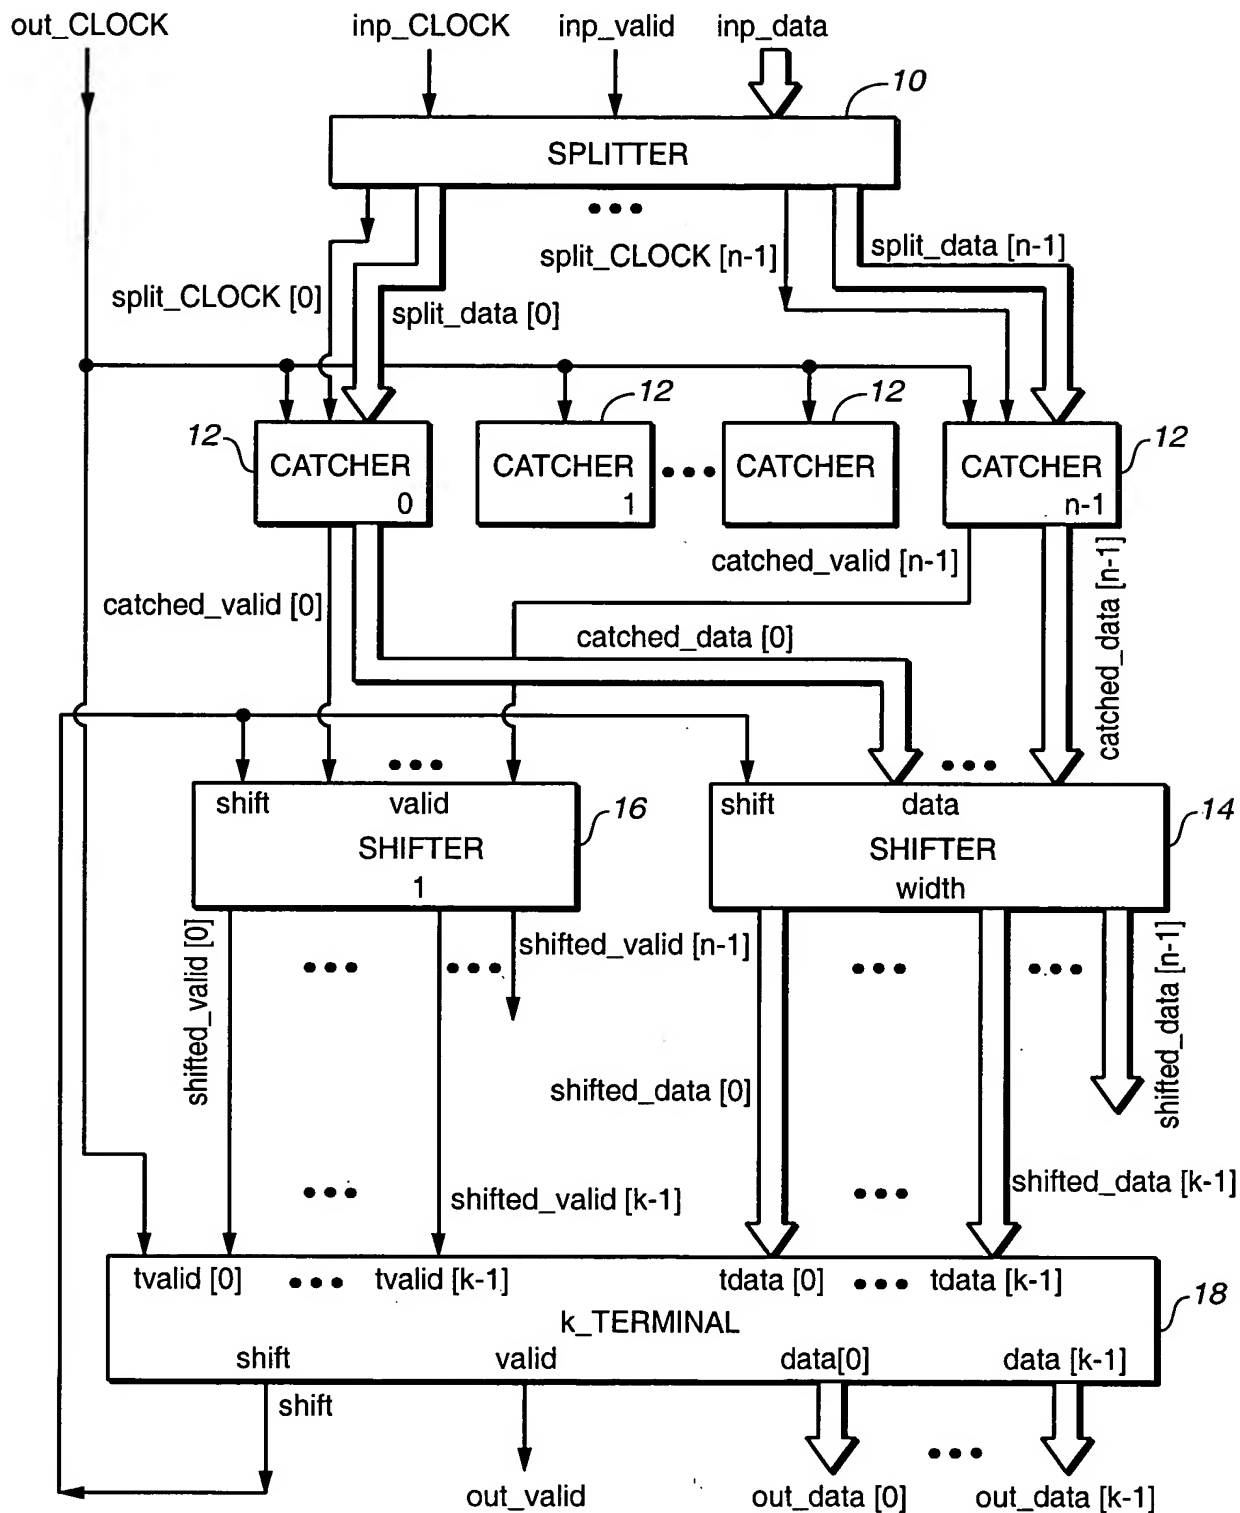 out_CLOCK
inp_CLOCK
inp_valid
inp_data
10
SPLITTER
split_CLOCK [n-1]
split_data [n-1]
split_CLOCK [0]
split_data [0]
12
12
12
12
CATCHER
0
CATCHER
1
CATCHER
CATCHER
n-1
catched_valid [n-1]
catched_valid [0]
catched_data [0]
catched_data [n-1]
shift
valid
SHIFTER
1
16
shift
data
SHIFTER
width
14
shifted_valid [0]
shifted_valid [n-1]
shifted_data [n-1]
shifted_data [0]
shifted_valid [k-1]
shifted_data [k-1]
tvalid [0]
tvalid [k-1]
tdata [0]
tdata [k-1]
18
k_TERMINAL
shift
valid
data[0]
data [k-1]
shift
out_valid
out_data [0]
out_data [k-1]